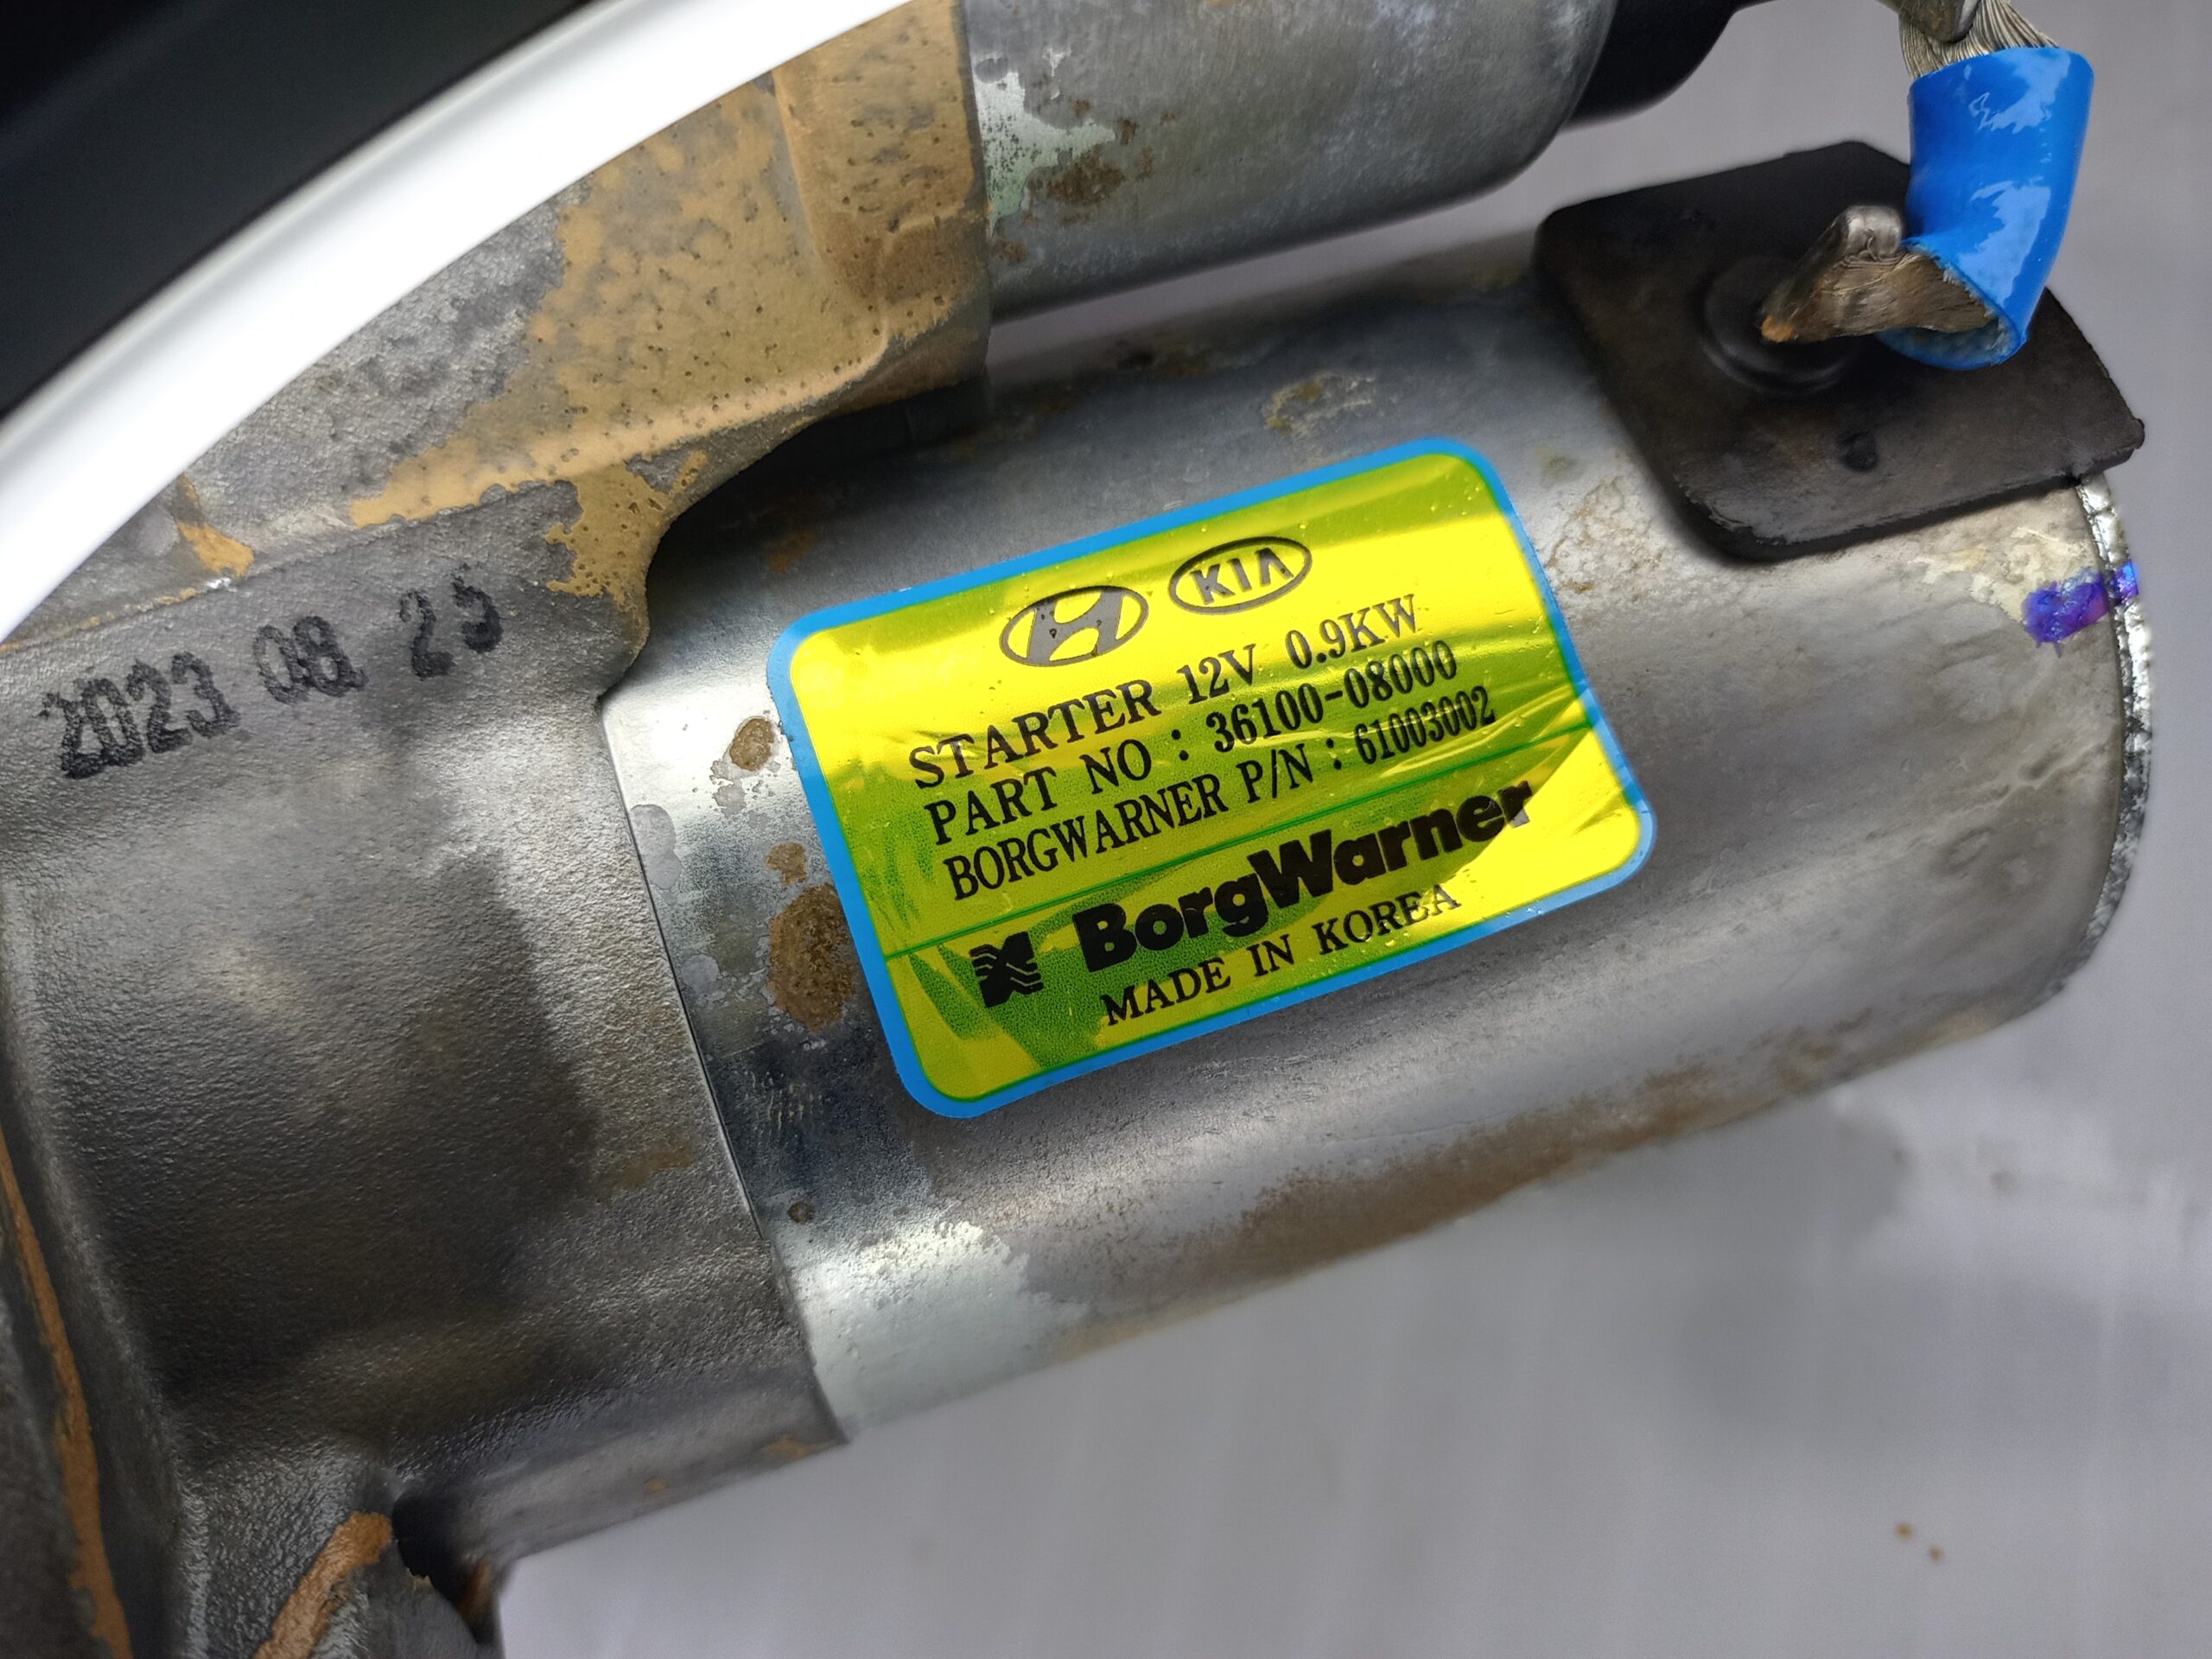 2023 08 25
H KIA
STARTER 12V 0.9KW
PART NO : 36100-08000
BORGWARNER P/N : 61003002
BorgWarner
MADE IN KOREA